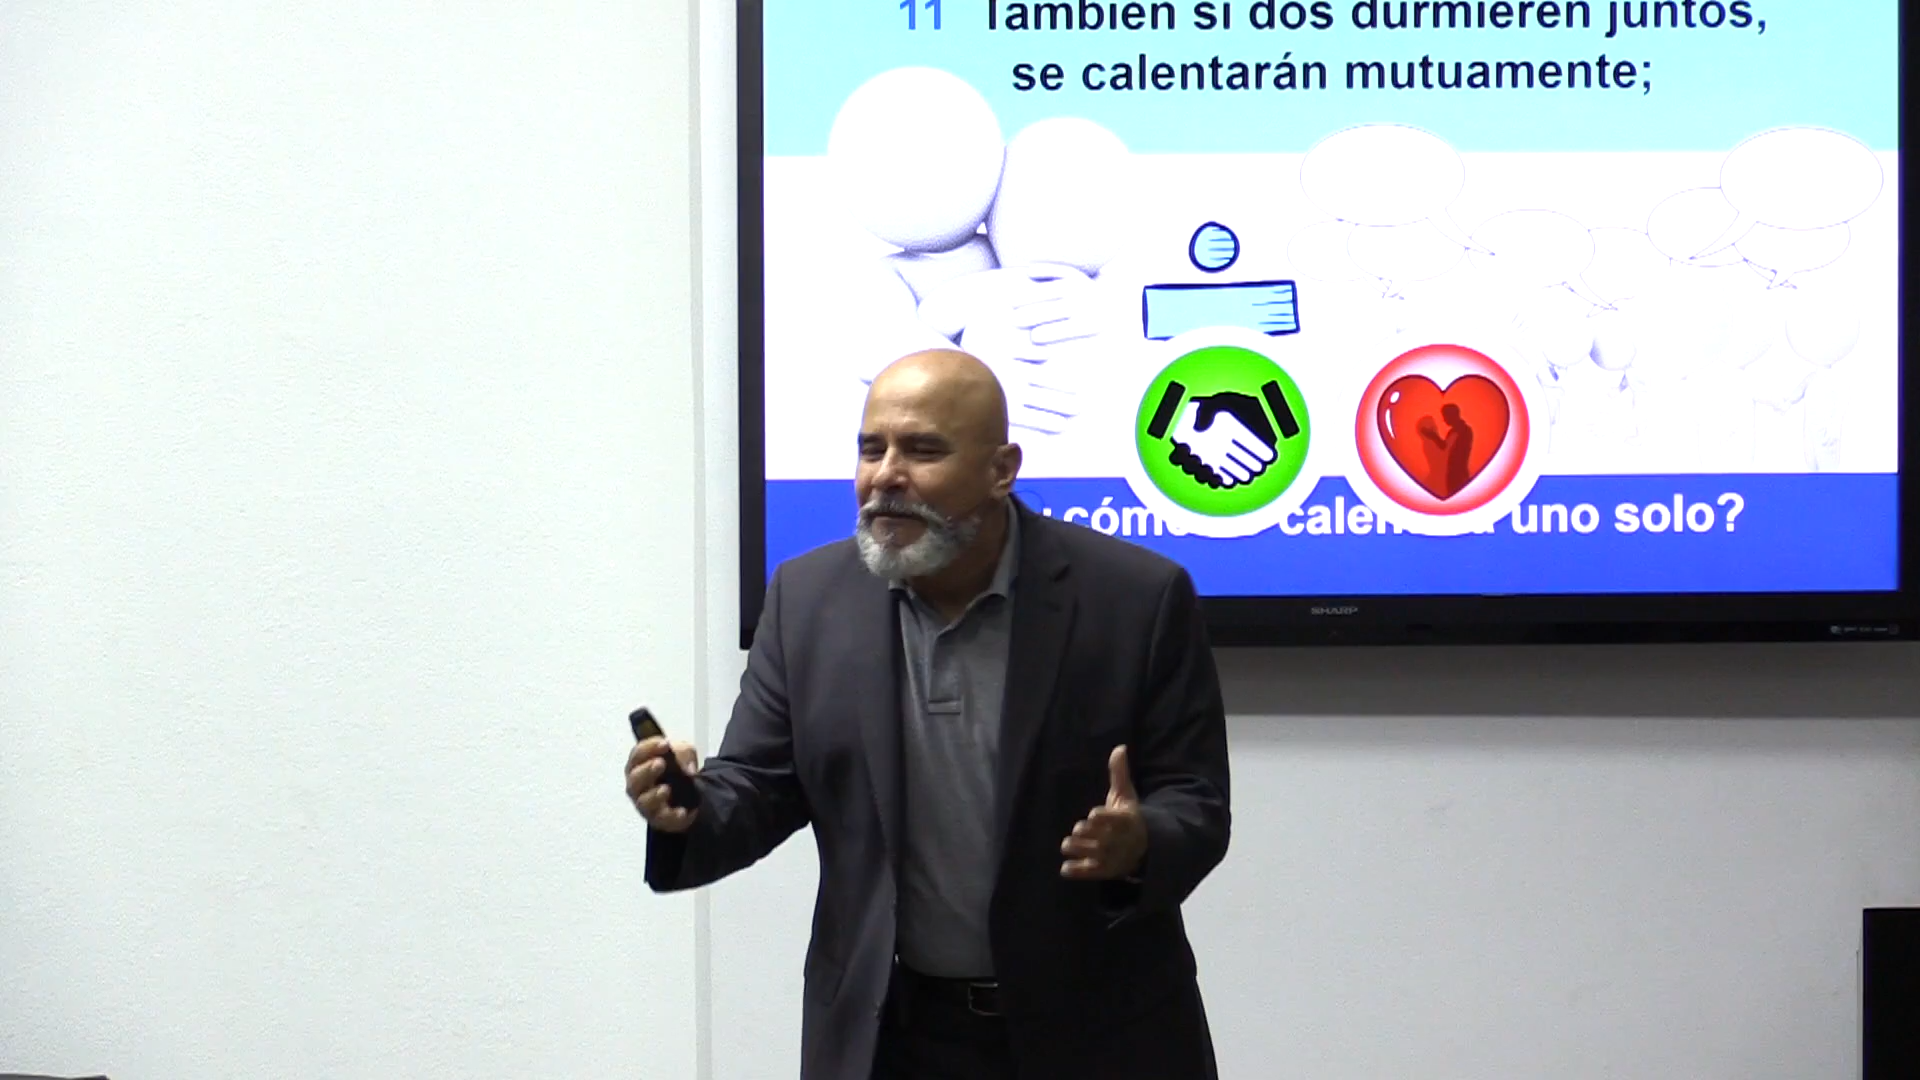 11 También si dos durmieren juntos,
se calentarán mutuamente;
uno solo?
SHARP